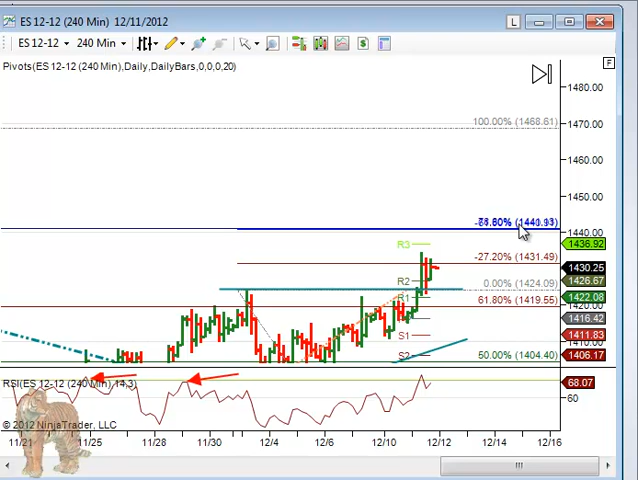 ES 12-12 (240 Min) 12/11/2012
L
ES 12-12
240 Min
$
Pivots(ES 12-12 (240 Min),Daily,DailyBars,0,0,0,20)
F
1480.00
100.00% (1468.61)
1470.00
1460.00
1450.00
1440.00
R3
1436.92
-27.20% (1431.49)
1430.25
R2
0.00% (1424.09)
1426.67
R1
61.80% (1419.55)
1422.08
1420.00
1416.42
S1
1411.83
1410.00
S2
50.00% (1404.40)
1406.17
RSI(ES 12-12 (240 Min),14,3)
68.07
60
© 2012 NinjaTrader, LLC
11/21 11/25 11/28 11/30 12/4 12/6 12/10 11/12 12/14 12/16